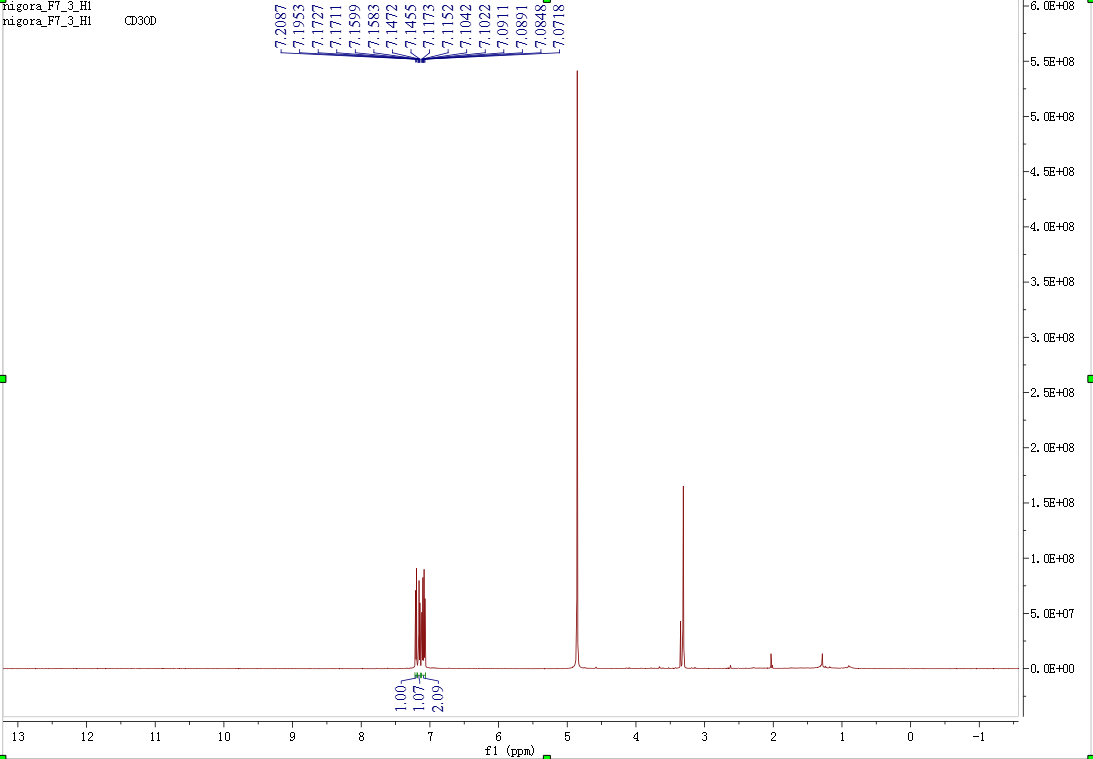 nigora_F7_3_H1
nigora_F7_3_H1 CD3OD
7.2087
7.1953
7.1727
7.1711
7.1599
7.1583
7.1472
7.1455
7.1173
7.1152
7.1042
7.1022
7.0911
7.0891
7.0848
7.0718
6.0E+08
5.5E+08
5.0E+08
4.5E+08
4.0E+08
3.5E+08
3.0E+08
2.5E+08
2.0E+08
1.5E+08
1.0E+08
5.0E+07
0.0E+00
1.00
1.07
2.09
13 12 11 10 9 8 7 6 5 4 3 2 1 0 -1
f1 (ppm)